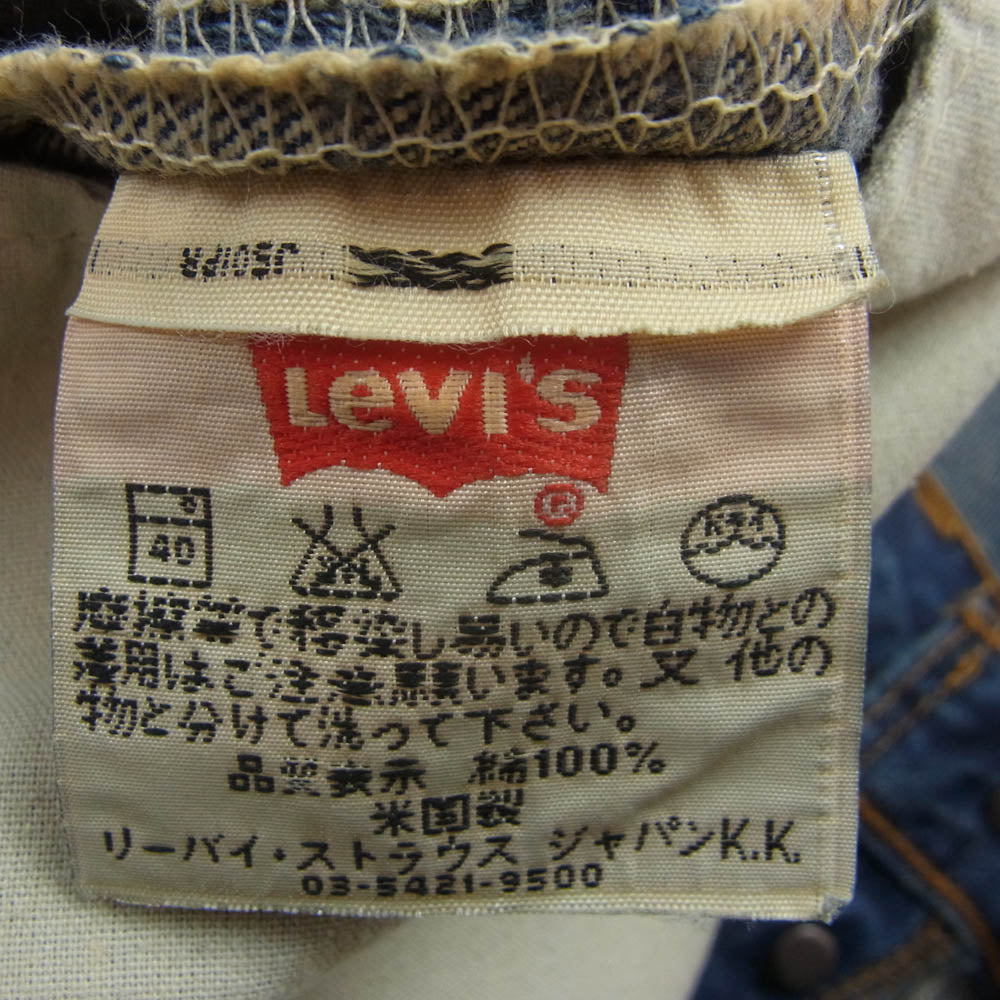 J501PR
LEVI'S
®
40
摩擦等で移染し易いので白物との
着用はご注意願います。又 他の
物と分けて洗って下さい。
品質表示 綿100%
米国製
リーバイ・ストラウス ジャパンK.K.
03-5421-9500